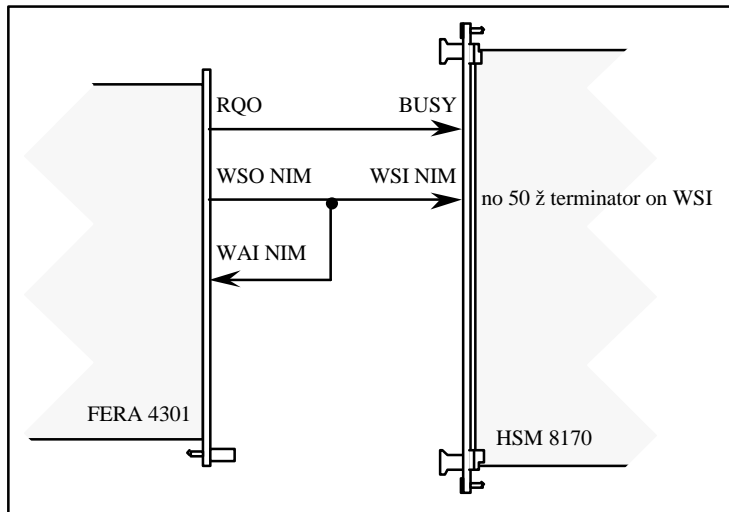 RQO BUSY
WSO NIM WSI NIM
no 50 ž terminator on WSI
WAI NIM
FERA 4301
HSM 8170